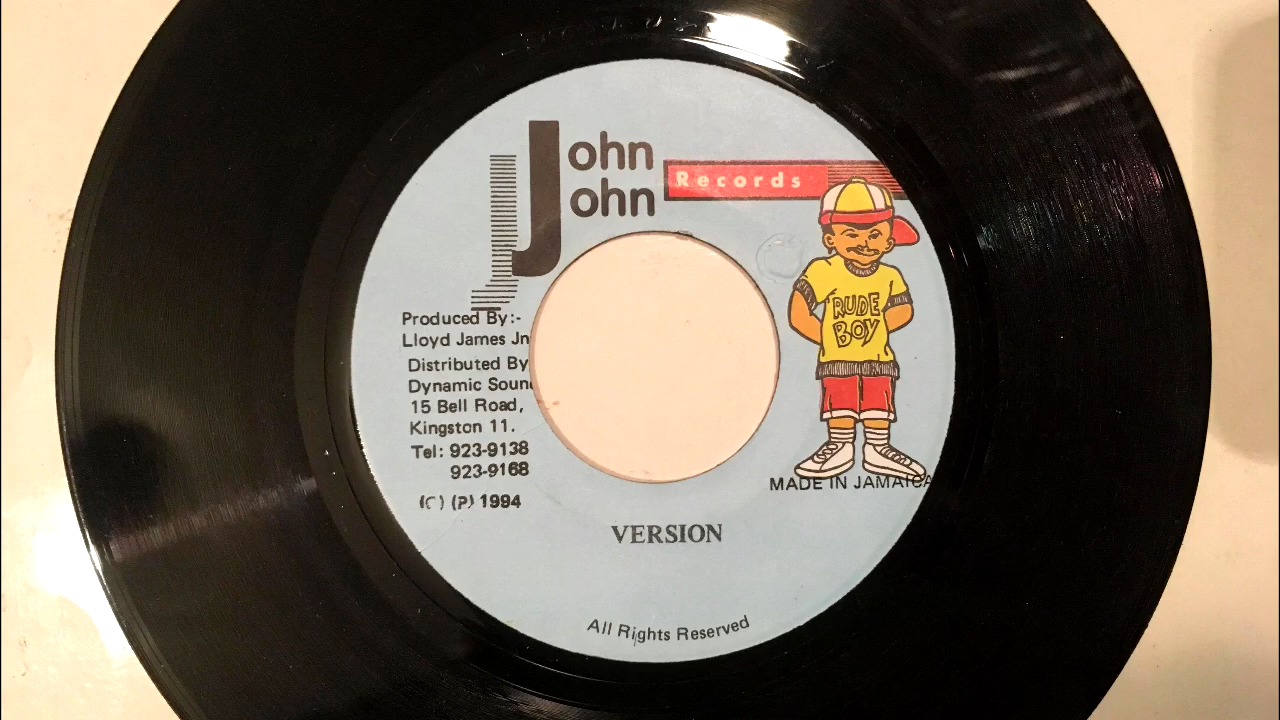 John
John
Records
RUDE
BOY
Produced By:-
Lloyd James Jn
Distributed By
Dynamic Soun
15 Bell Road,
Kingston 11.
Tel: 923-9138
923-9168
(C) (P) 1994
MADE IN JAMAICA
VERSION
All Rights Reserved